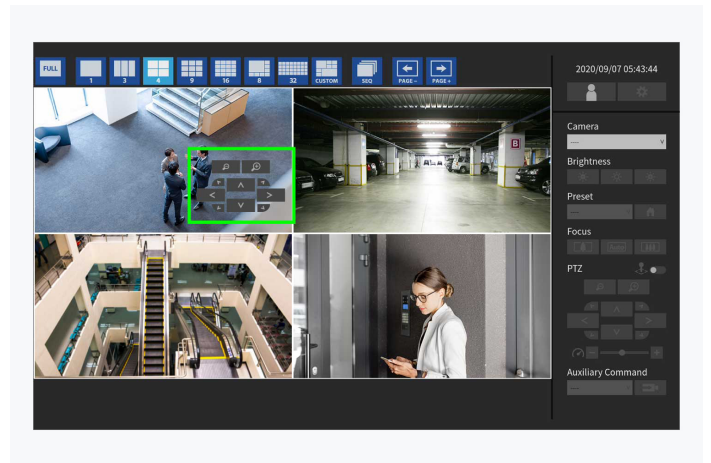 FULL
1
3
4
9
16
8
32
CUSTOM
SEQ
PAGE -
PAGE +
2020/09/07 05:43:44
Camera
---- v
Brightness
Preset
----
Focus
Auto
PTZ
B
Auxiliary Command
----